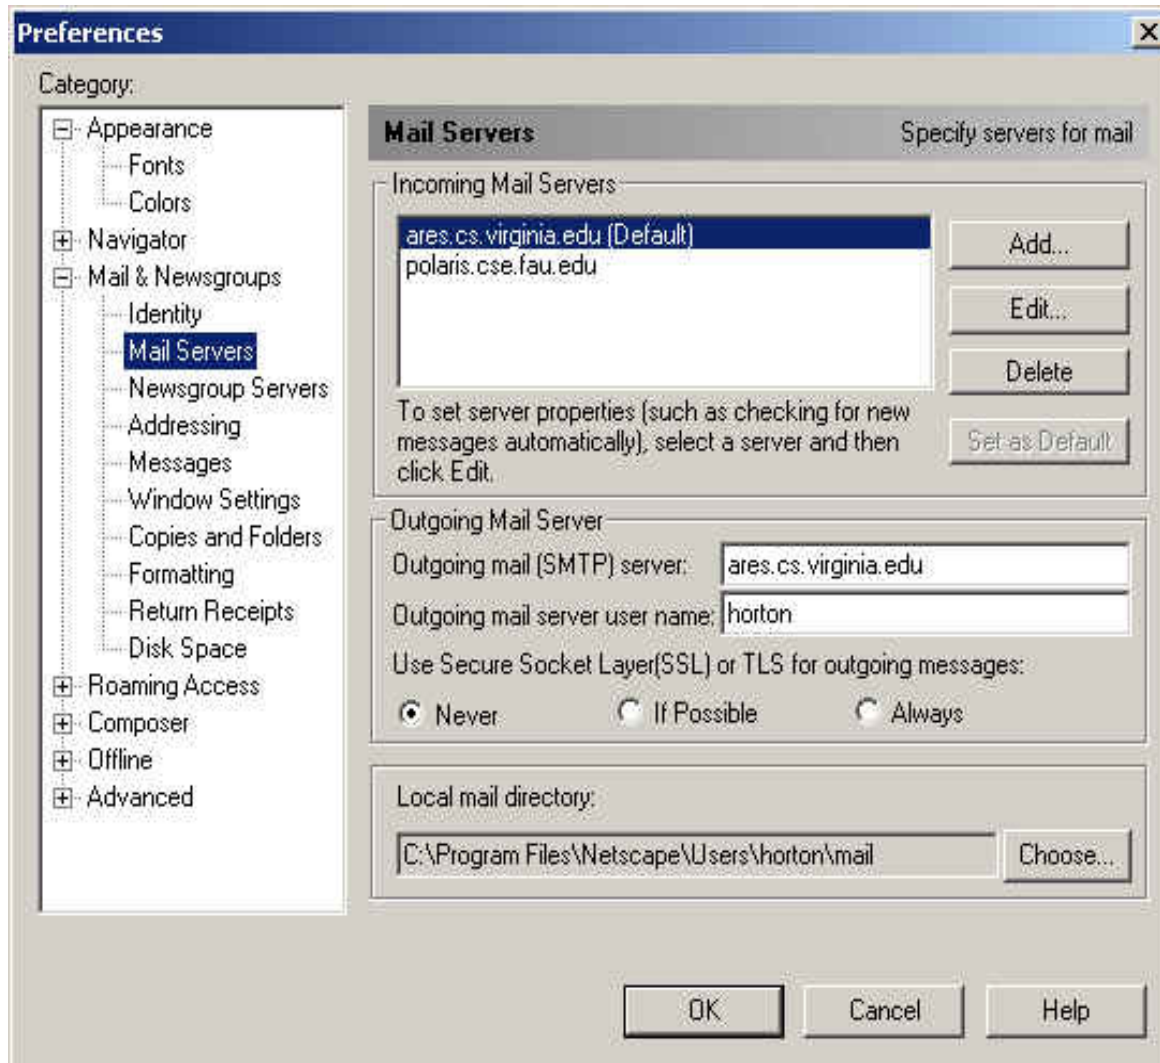 Preferences
Category:
Appearance
Fonts
Colors
Navigator
Mail & Newsgroups
Identity
Mail Servers
Newsgroup Servers
Addressing
Messages
Window Settings
Copies and Folders
Formatting
Return Receipts
Disk Space
Roaming Access
Composer
Offline
Advanced
Mail Servers
Specify servers for mail
Incoming Mail Servers
ares.cs.virginia.edu (Default)
polaris.cse.fau.edu
Add...
Edit...
Delete
Set as Default
To set server properties (such as checking for new
messages automatically), select a server and then
click Edit.
Outgoing Mail Server
Outgoing mail (SMTP) server: ares.cs.virginia.edu
Outgoing mail server user name: horton
Use Secure Socket Layer(SSL) or TLS for outgoing messages:
Never If Possible Always
Local mail directory:
C:\Program Files\Netscape\Users\horton\mail Choose...
OK Cancel Help